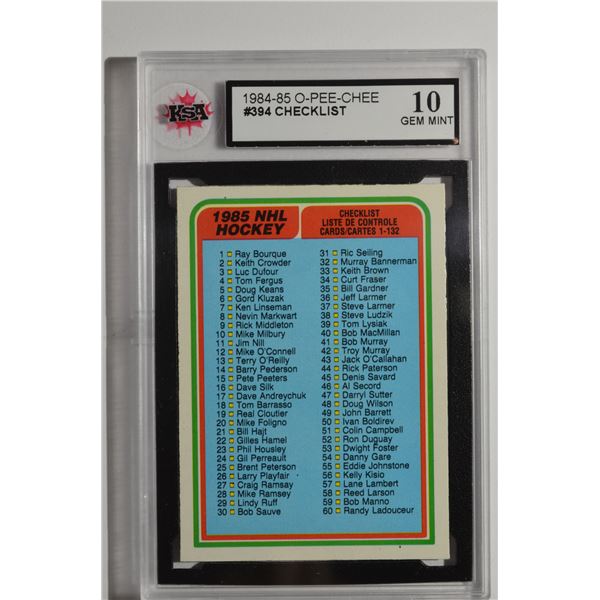 KSA
1984-85 O-PEE-CHEE
#394 CHECKLIST
10
GEM MINT
1985 NHL
HOCKEY
CHECKLIST
LISTE DE CONTROLE
CARDS/CARTES 1-132
1 Ray Bourque
2 Keith Crowder
3 Luc Dufour
4 Tom Fergus
5 Doug Keans
6 Gord Kluzak
7 Ken Linseman
8 Nevin Markwart
9 Rick Middleton
10 Mike Milbury
11 Jim Nill
12 Mike O'Connell
13 Terry O'Reilly
14 Barry Pederson
15 Pete Peeters
16 Dave Silk
17 Dave Andreychuk
18 Tom Barrasso
19 Real Cloutier
20 Mike Foligno
21 Bill Hajt
22 Gilles Hamel
23 Phil Housley
24 Gil Perreault
25 Brent Peterson
26 Larry Playfair
27 Craig Ramsay
28 Mike Ramsey
29 Lindy Ruff
30 Bob Sauve
31 Ric Seiling
32 Murray Bannerman
33 Keith Brown
34 Curt Fraser
35 Bill Gardner
36 Jeff Larmer
37 Steve Larmer
38 Steve Ludzik
39 Tom Lysiak
40 Bob MacMillan
41 Bob Murray
42 Troy Murray
43 Jack O'Callahan
44 Rick Paterson
45 Denis Savard
46 Al Secord
47 Darryl Sutter
48 Doug Wilson
49 John Barrett
50 Ivan Boldirev
51 Colin Campbell
52 Ron Duguay
53 Dwight Foster
54 Danny Gare
55 Eddie Johnstone
56 Kelly Kisio
57 Lane Lambert
58 Reed Larson
59 Bob Manno
60 Randy Ladouceur